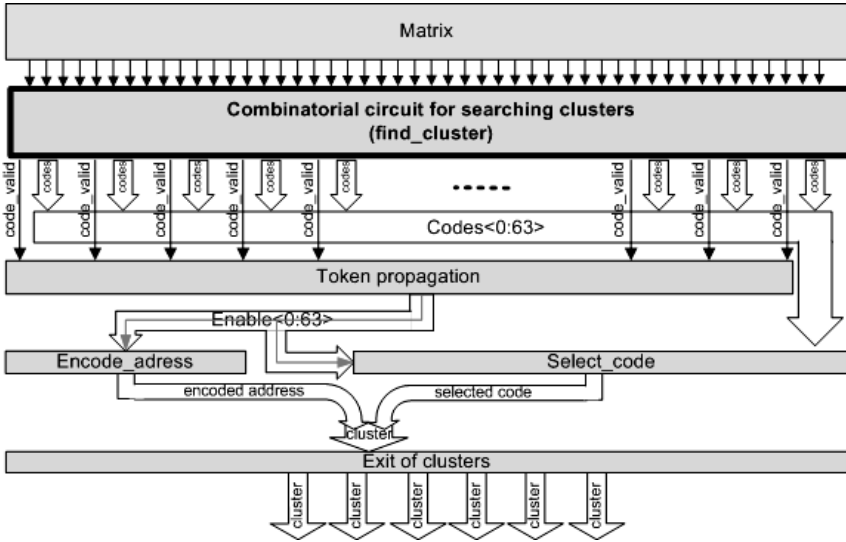 Matrix
Combinatorial circuit for searching clusters
(find_cluster)
code_valid codes code_valid codes code_valid codes code_valid codes code_valid codes code_valid codes code_valid codes code_valid codes
Codes<0:63>
Token propagation
Enable<0:63>
Encode_adress
Select_code
encoded address
selected code
cluster
Exit of clusters
cluster cluster cluster cluster cluster cluster